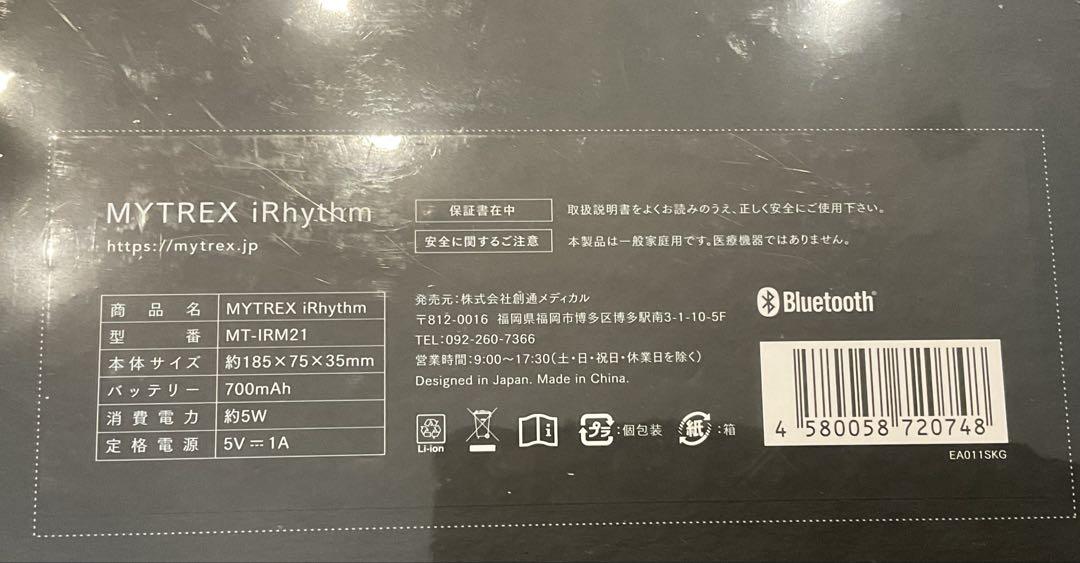 MYTREX iRhythm
https://mytrex.jp
保証書在中 取扱説明書をよくお読みのうえ、正しく安全にご使用下さい。
安全に関するご注意 本製品は一般家庭用です。医療機器ではありません。
商品名 MYTREX iRhythm
型番 MT-IRM21
本体サイズ 約185×75×35mm
バッテリー 700mAh
消費電力 約5W
定格電源 5V⎓1A
発売元:株式会社創通メディカル
〒812-0016 福岡県福岡市博多区博多駅南3-1-10-5F
TEL:092-260-7366
営業時間:9:00〜17:30(土・日・祝日・休業日を除く)
Designed in Japan. Made in China.
Li-ion
プラ:個包装
紙:箱
Bluetooth®
4 580058 720748
EA011SKG